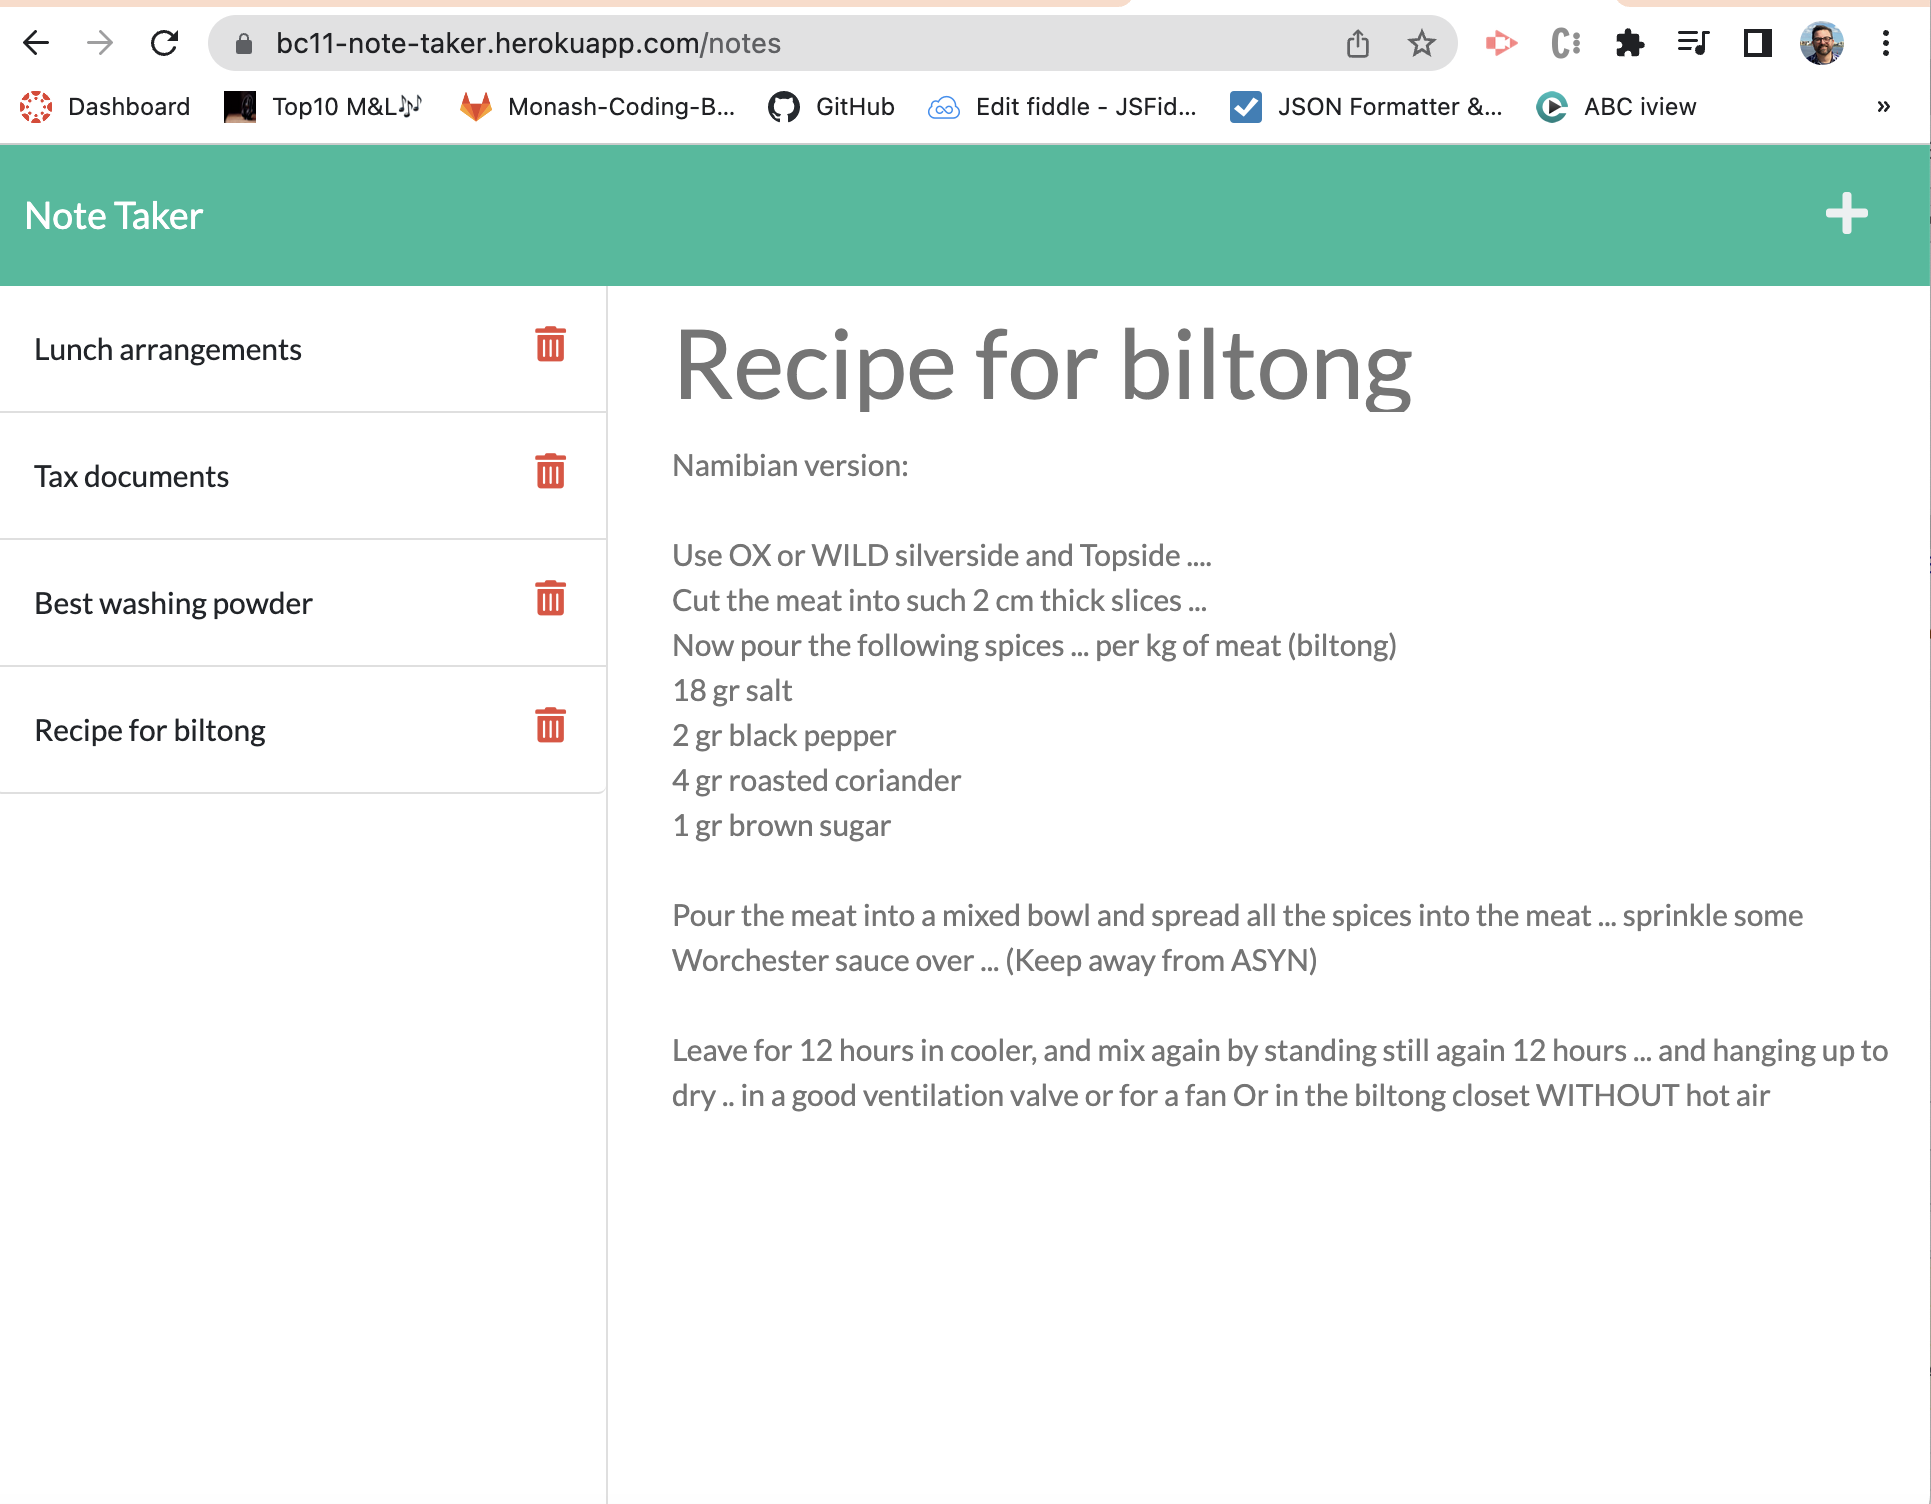 bc11-note-taker.herokuapp.com/notes
Dashboard
Top10 M&L🎶
Monash-Coding-B...
GitHub
Edit fiddle - JSFid...
JSON Formatter &...
ABC iview
»
Note Taker
Lunch arrangements
Tax documents
Best washing powder
Recipe for biltong
Recipe for biltong
Namibian version:
Use OX or WILD silverside and Topside ....
Cut the meat into such 2 cm thick slices ...
Now pour the following spices ... per kg of meat (biltong)
18 gr salt
2 gr black pepper
4 gr roasted coriander
1 gr brown sugar
Pour the meat into a mixed bowl and spread all the spices into the meat ... sprinkle some
Worchester sauce over ... (Keep away from ASYN)
Leave for 12 hours in cooler, and mix again by standing still again 12 hours ... and hanging up to
dry .. in a good ventilation valve or for a fan Or in the biltong closet WITHOUT hot air